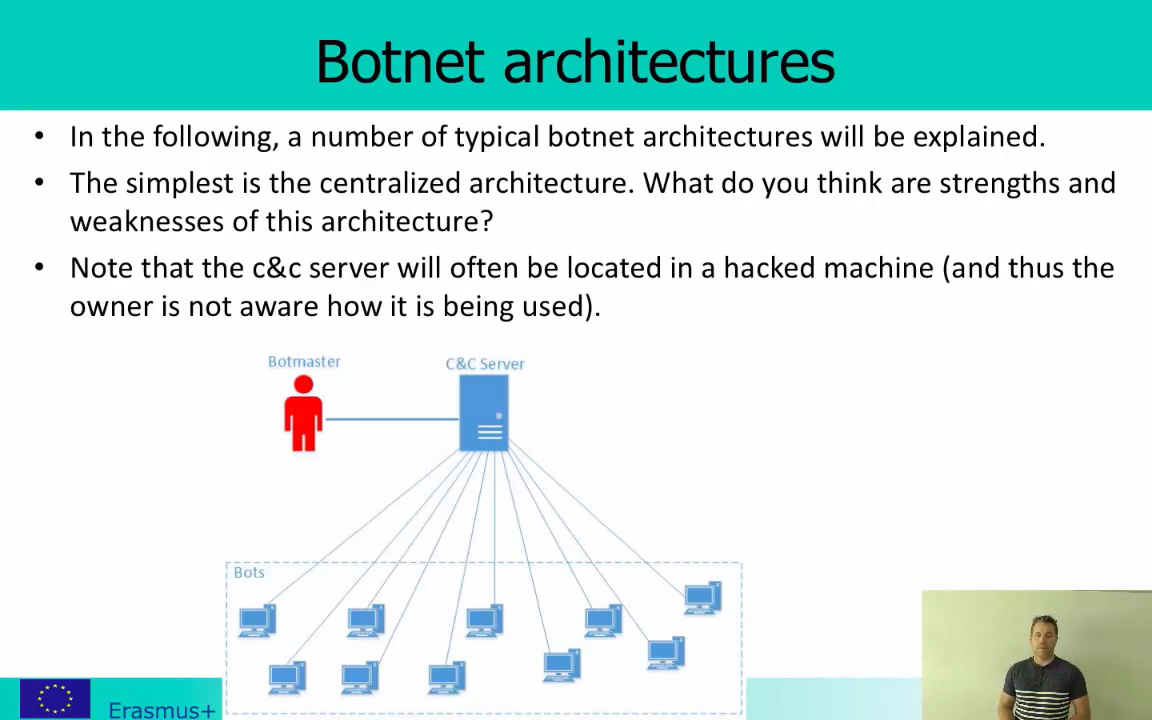 Botnet architectures
• In the following, a number of typical botnet architectures will be explained.
• The simplest is the centralized architecture. What do you think are strengths and
weaknesses of this architecture?
• Note that the c&c server will often be located in a hacked machine (and thus the
owner is not aware how it is being used).
Botmaster
C&C Server
Bots
Erasmus+